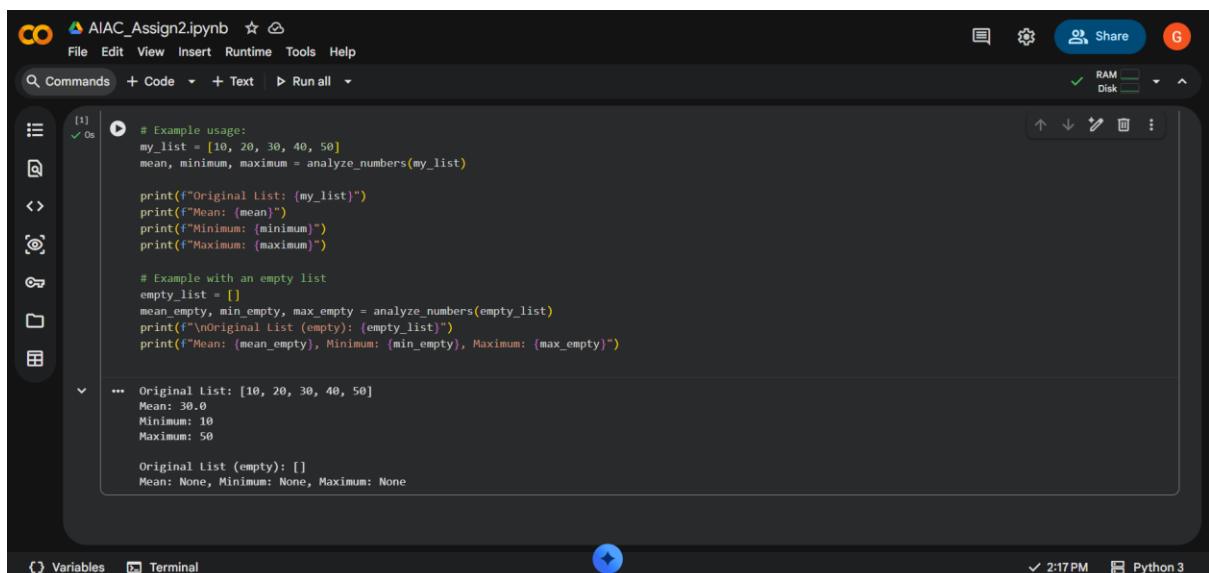 AIAC_Assign2.ipynb
File Edit View Insert Runtime Tools Help
Share
G
Commands + Code + Text Run all
RAM
Disk
[1]
0s
# Example usage:
my_list = [10, 20, 30, 40, 50]
mean, minimum, maximum = analyze_numbers(my_list)
print(f"Original List: {my_list}")
print(f"Mean: {mean}")
print(f"Minimum: {minimum}")
print(f"Maximum: {maximum}")
# Example with an empty list
empty_list = []
mean_empty, min_empty, max_empty = analyze_numbers(empty_list)
print(f"\nOriginal List (empty): {empty_list}")
print(f"Mean: {mean_empty}, Minimum: {min_empty}, Maximum: {max_empty}")
Original List: [10, 20, 30, 40, 50]
Mean: 30.0
Minimum: 10
Maximum: 50
Original List (empty): []
Mean: None, Minimum: None, Maximum: None
{} Variables Terminal 2:17 PM Python 3